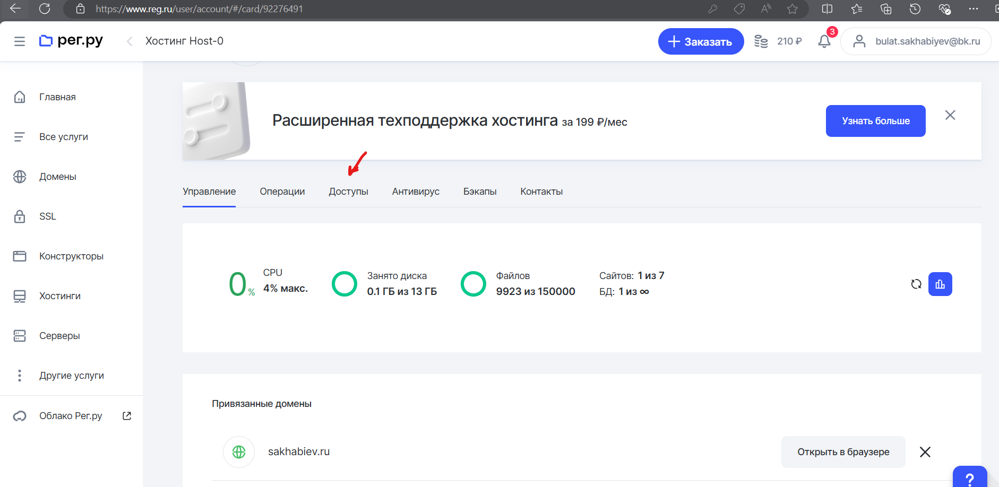 https://www.reg.ru/user/account/#/card/92276491
рег.ру
Хостинг Host-0
Заказать
210 ₽
3
bulat.sakhabiyev@bk.ru
Главная
Все услуги
Домены
SSL
Конструкторы
Хостинги
Серверы
Другие услуги
Облако Рег.ру
Расширенная техподдержка хостинга за 199 ₽/мес
Узнать больше
Управление Операции Доступы Антивирус Бэкапы Контакты
0%
CPU
4% макс.
Занято диска
0.1 ГБ из 13 ГБ
Файлов
9923 из 150000
Сайтов: 1 из 7
БД: 1 из ∞
Привязанные домены
sakhabiev.ru
Открыть в браузере
?